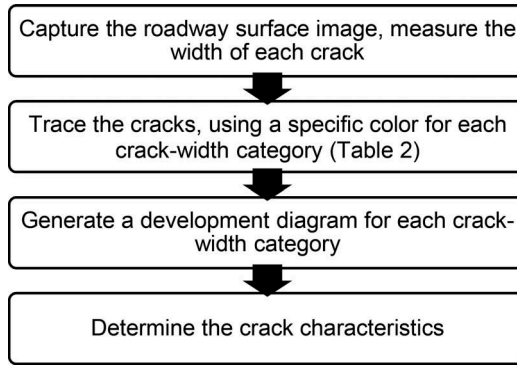 Capture the roadway surface image, measure the
width of each crack
Trace the cracks, using a specific color for each
crack-width category (Table 2)
Generate a development diagram for each crack-
width category
Determine the crack characteristics